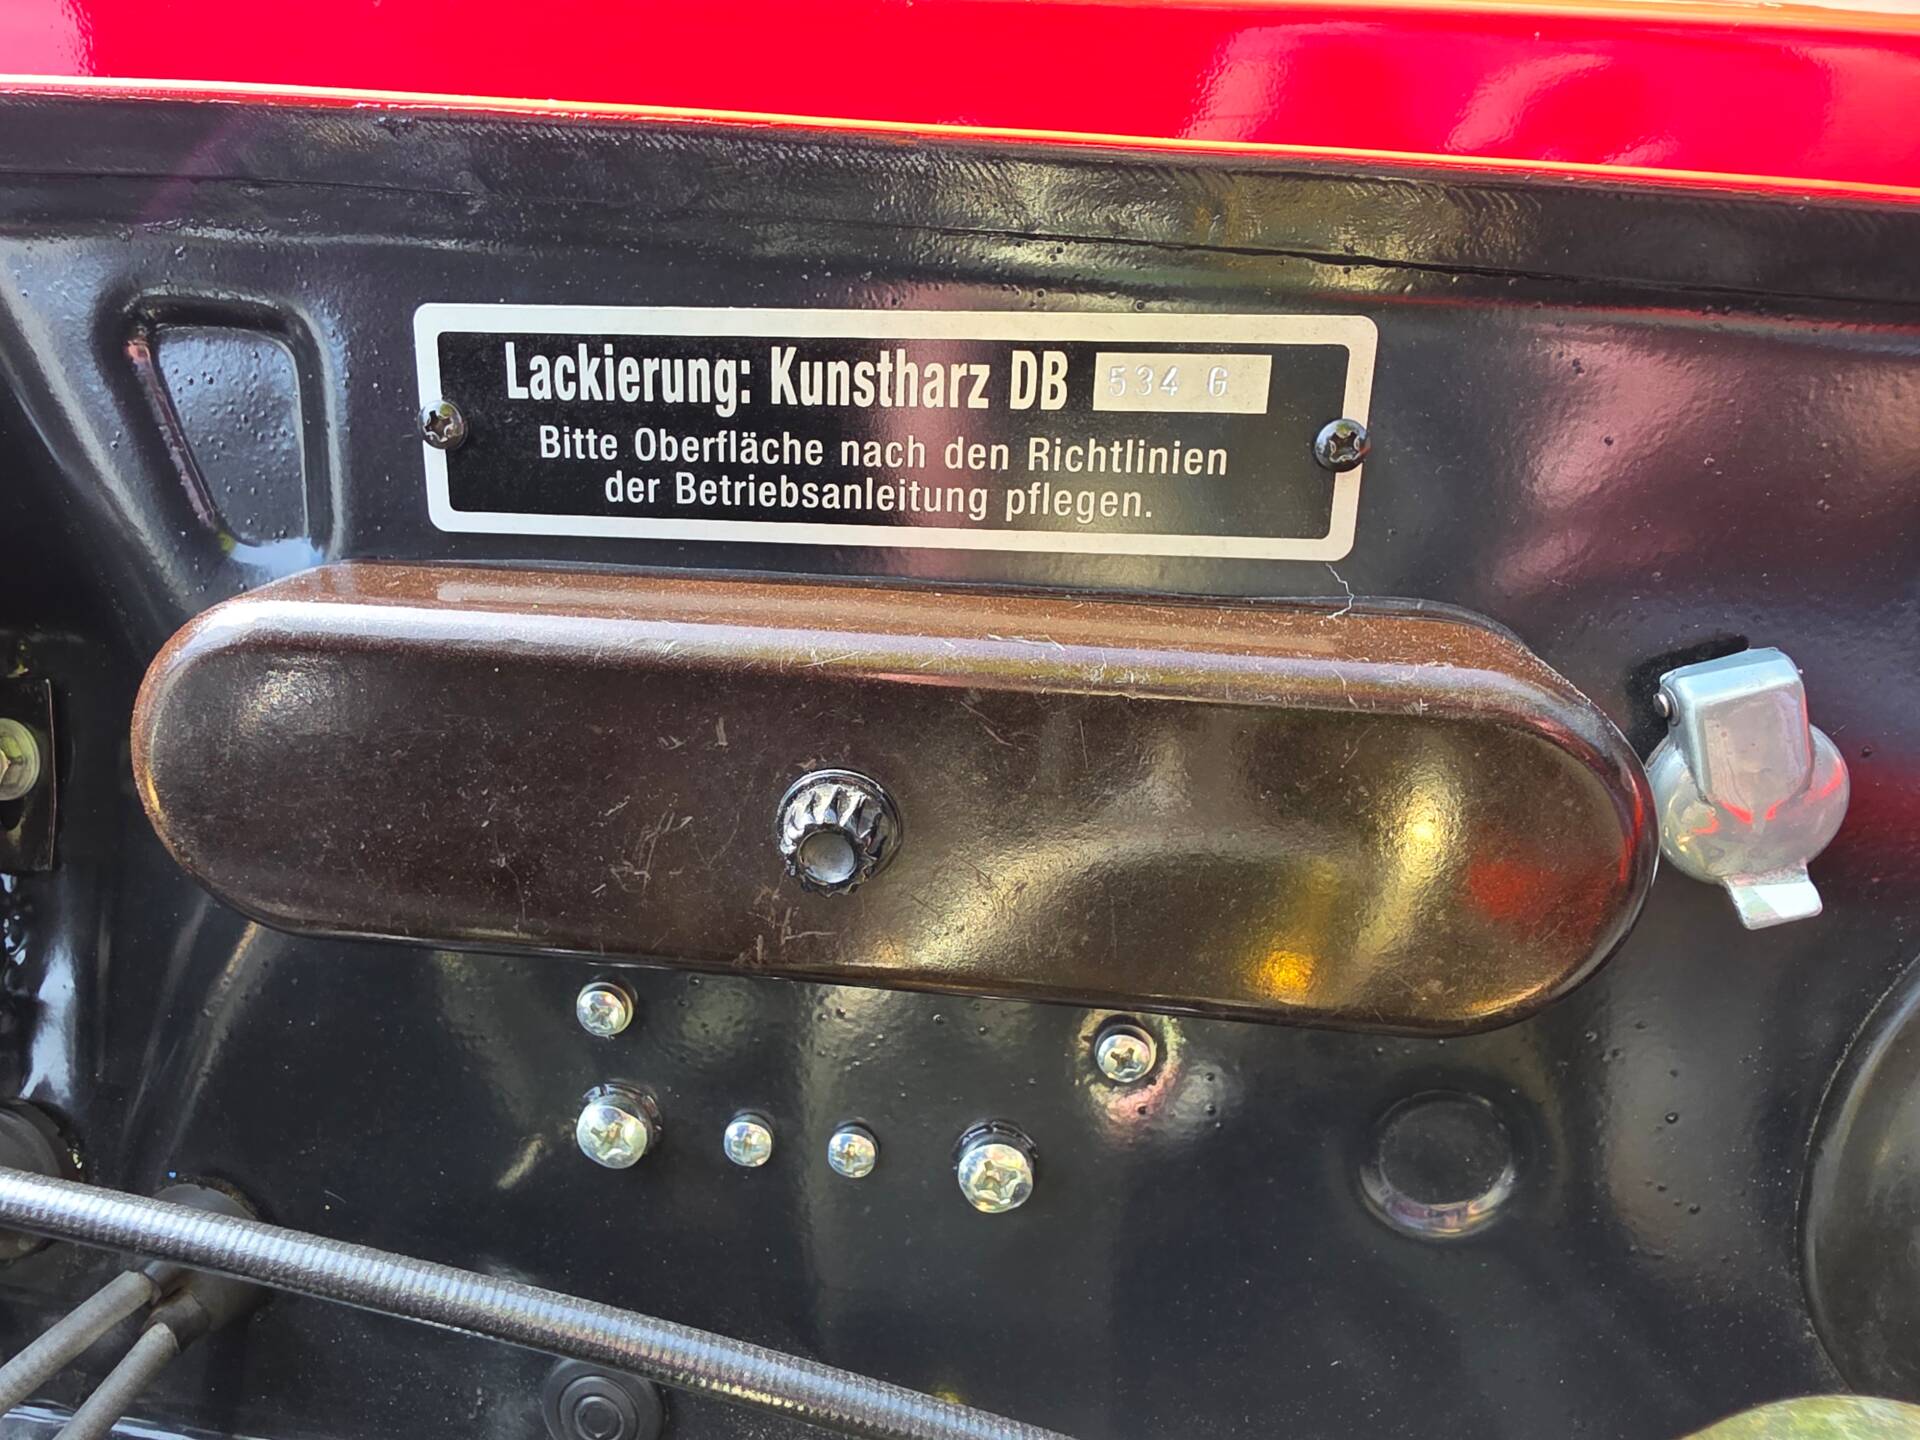 Lackierung: Kunstharz DB 534 G
Bitte Oberfläche nach den Richtlinien
der Betriebsanleitung pflegen.